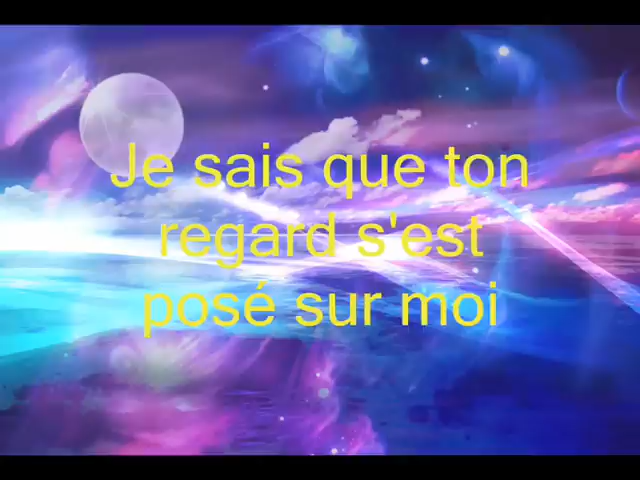 Je sais que ton
regard s'est
posé sur moi